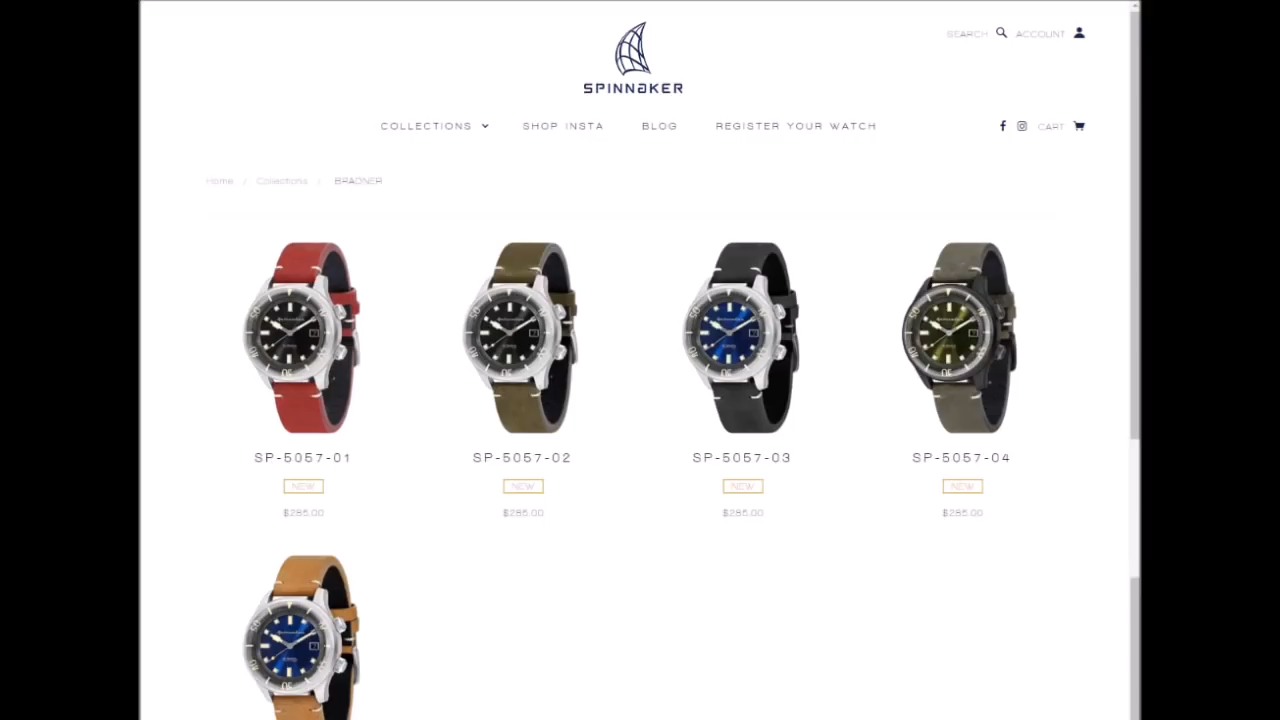 SEARCH ACCOUNT
SPINNAKER
COLLECTIONS SHOP INSTA BLOG REGISTER YOUR WATCH CART
Home / Collections / BRADNER
SP-5057-01 SP-5057-02 SP-5057-03 SP-5057-04
NEW NEW NEW NEW
$285.00 $285.00 $285.00 $285.00